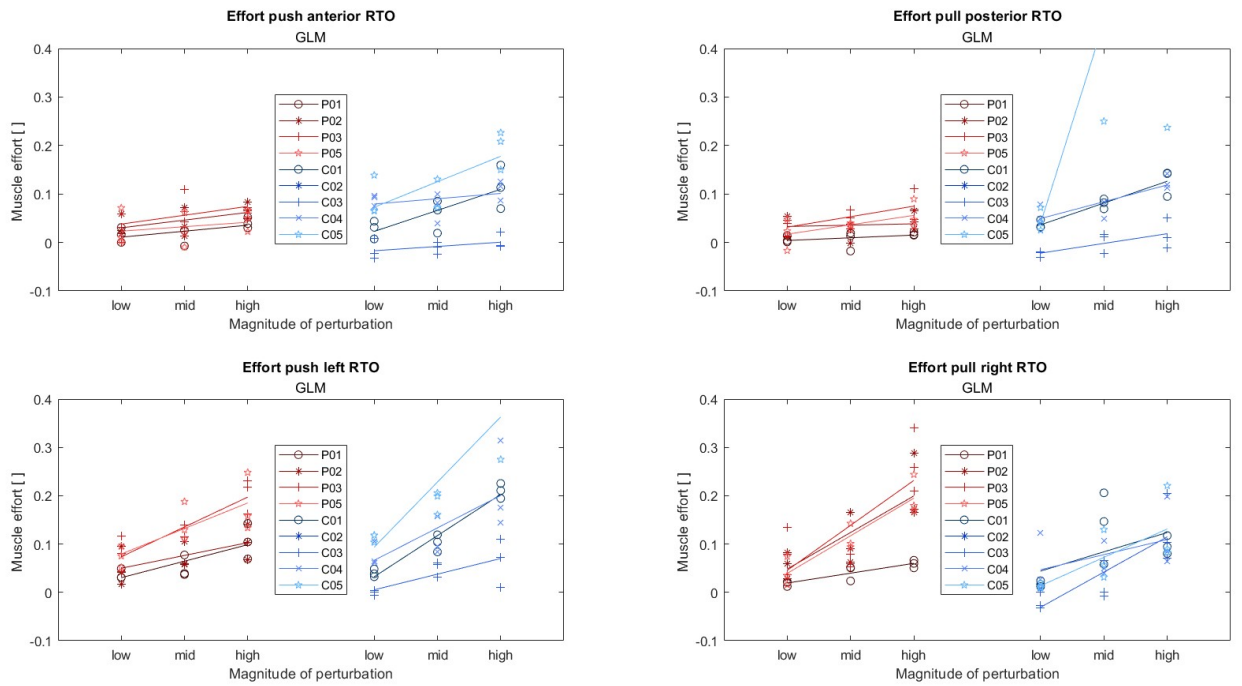 Effort push anterior RTO
GLM
0.4
0.3
0.2
0.1
0
-0.1
Muscle effort [ ]
P01
P02
P03
P05
C01
C02
C03
C04
C05
low mid high low mid high
Magnitude of perturbation
Effort pull posterior RTO
GLM
0.4
0.3
0.2
0.1
0
-0.1
Muscle effort [ ]
P01
P02
P03
P05
C01
C02
C03
C04
C05
low mid high low mid high
Magnitude of perturbation
Effort push left RTO
GLM
0.4
0.3
0.2
0.1
0
-0.1
Muscle effort [ ]
P01
P02
P03
P05
C01
C02
C03
C04
C05
low mid high low mid high
Magnitude of perturbation
Effort pull right RTO
GLM
0.4
0.3
0.2
0.1
0
-0.1
Muscle effort [ ]
P01
P02
P03
P05
C01
C02
C03
C04
C05
low mid high low mid high
Magnitude of perturbation